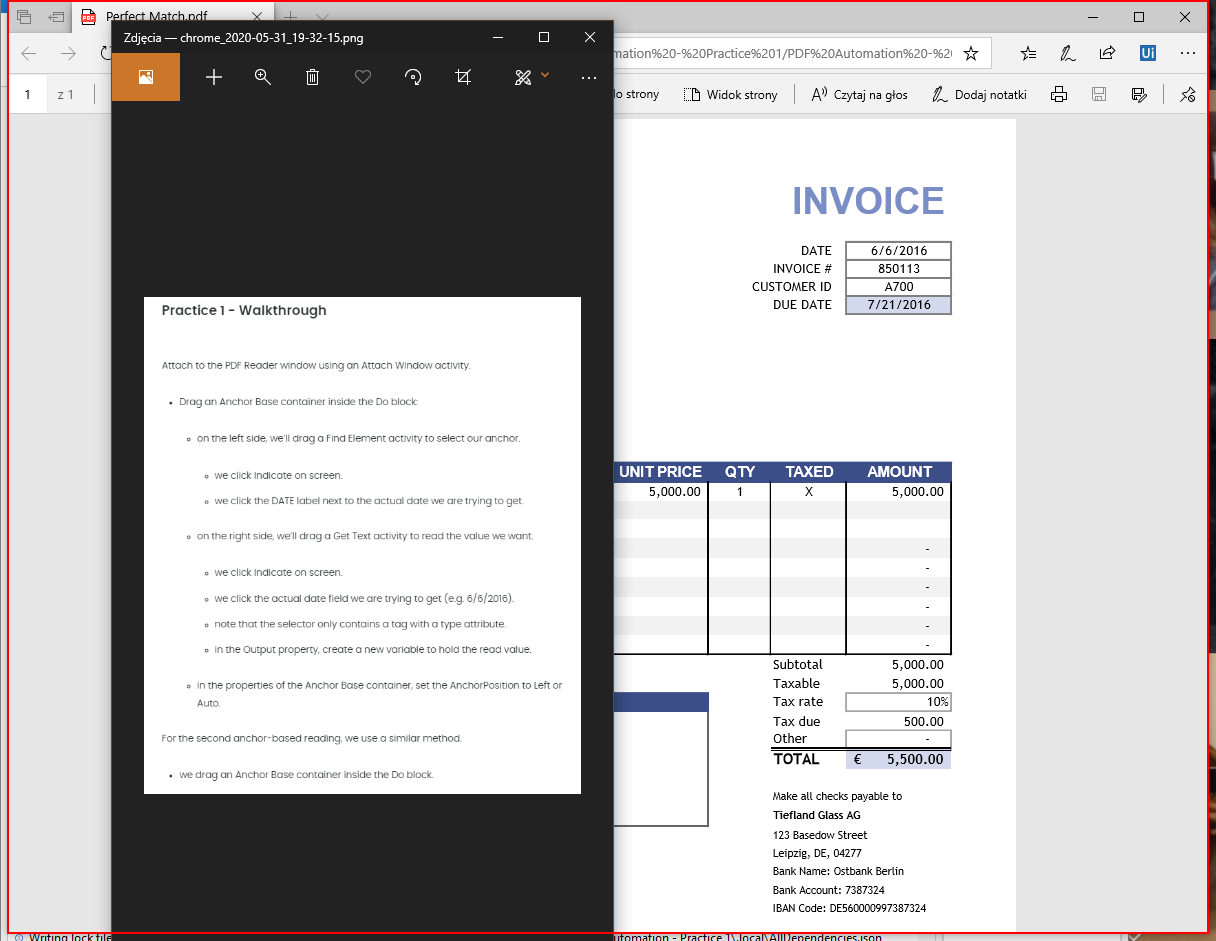 Perfect Match.pdf
Zdjęcia — chrome_2020-05-31_19-32-15.png
mation%20-%20Practice%201/PDF%20Automation%20-%2
1 z 1
do strony
Widok strony
Czytaj na głos
Dodaj notatki
Practice 1 - Walkthrough
Attach to the PDF Reader window using an Attach Window activity.
• Drag an Anchor Base container inside the Do block:
on the left side, we'll drag a Find Element activity to select our anchor.
we click Indicate on screen.
we click the DATE label next to the actual date we are trying to get.
on the right side, we'll drag a Get Text activity to read the value we want.
we click Indicate on screen.
we click the actual date field we are trying to get (e.g. 6/6/2016).
note that the selector only contains a tag with a type attribute.
in the Output property, create a new variable to hold the read value.
in the properties of the Anchor Base container, set the AnchorPosition to Left or
Auto.
For the second anchor-based reading, we use a similar method.
• we drag an Anchor Base container inside the Do block.
INVOICE
DATE 6/6/2016
INVOICE # 850113
CUSTOMER ID A700
DUE DATE 7/21/2016
UNIT PRICE QTY TAXED AMOUNT
5,000.00 1 X 5,000.00
-
-
-
-
-
-
Subtotal 5,000.00
Taxable 5,000.00
Tax rate 10%
Tax due 500.00
Other -
TOTAL € 5,500.00
Make all checks payable to
Tiefland Glass AG
123 Basedow Street
Leipzig, DE, 04277
Bank Name: Ostbank Berlin
Bank Account: 7387324
IBAN Code: DE560000997387324
Writing lock file
utomation - Practice 1\.local\AllDependencies.json